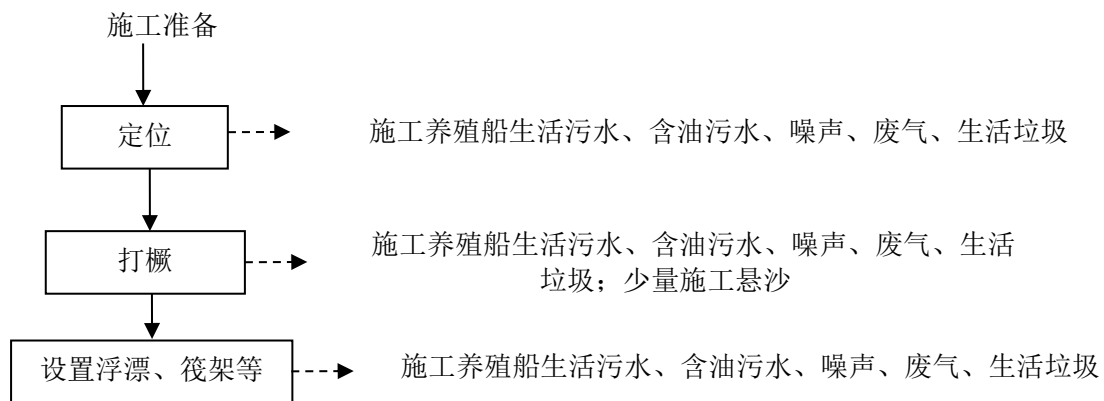 施工准备
定位
施工养殖船生活污水、含油污水、噪声、废气、生活垃圾
打橛
施工养殖船生活污水、含油污水、噪声、废气、生活
垃圾；少量施工悬沙
设置浮漂、筏架等
施工养殖船生活污水、含油污水、噪声、废气、生活垃圾